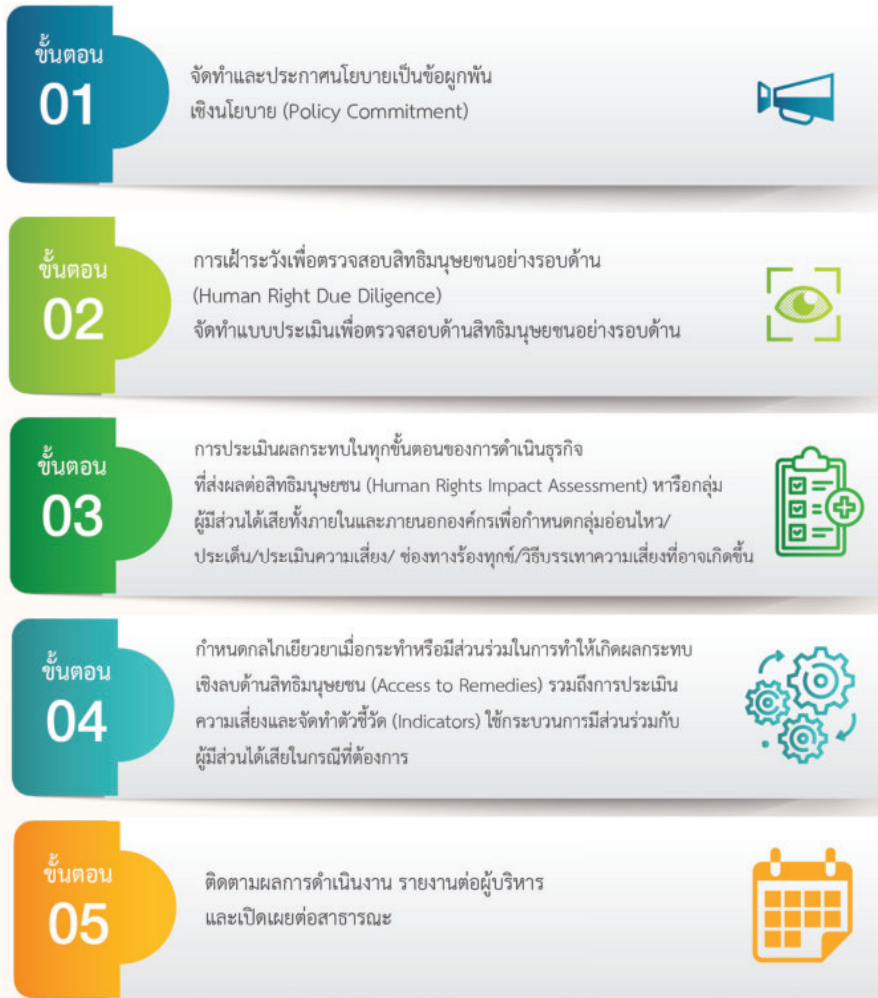 ขั้นตอน
01
จัดทำและประกาศนโยบายเป็นข้อผูกพัน
เชิงนโยบาย (Policy Commitment)
ขั้นตอน
02
การเฝ้าระวังเพื่อตรวจสอบสิทธิมนุษยชนอย่างรอบด้าน
(Human Right Due Diligence)
จัดทำแบบประเมินเพื่อตรวจสอบด้านสิทธิมนุษยชนอย่างรอบด้าน
ขั้นตอน
03
การประเมินผลกระทบในทุกขั้นตอนของการดำเนินธุรกิจ
ที่ส่งผลต่อสิทธิมนุษยชน (Human Rights Impact Assessment) หารือกลุ่ม
ผู้มีส่วนได้เสียทั้งภายในและภายนอกองค์กรเพื่อกำหนดกลุ่มอ่อนไหว/
ประเด็น/ประเมินความเสี่ยง/ ช่องทางร้องทุกข์/วิธีบรรเทาความเสี่ยงที่อาจเกิดขึ้น
ขั้นตอน
04
กำหนดกลไกเยียวยาเมื่อกระทำหรือมีส่วนร่วมในการทำให้เกิดผลกระทบ
เชิงลบด้านสิทธิมนุษยชน (Access to Remedies) รวมถึงการประเมิน
ความเสี่ยงและจัดทำตัวชี้วัด (Indicators) ใช้กระบวนการมีส่วนร่วมกับ
ผู้มีส่วนได้เสียในกรณีที่ต้องการ
ขั้นตอน
05
ติดตามผลการดำเนินงาน รายงานต่อผู้บริหาร
และเปิดเผยต่อสาธารณะ